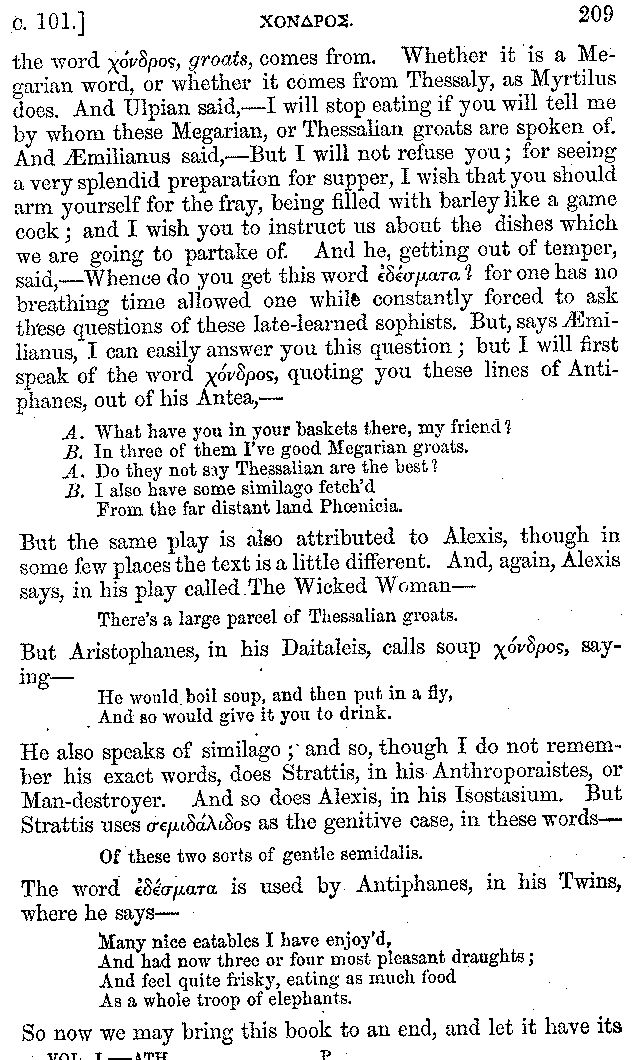 C. 101.] ΧΟΝΔΡΟΣ. 209
the word χόνδρος, groats, comes from. Whether it is a Me-
garian word, or whether it comes from Thessaly, as Myrtilus
does. And Ulpian said,—I will stop eating if you will tell me
by whom these Megarian, or Thessalian groats are spoken of.
And Æmilianus said,—But I will not refuse you; for seeing
a very splendid preparation for supper, I wish that you should
arm yourself for the fray, being filled with barley like a game
cock; and I wish you to instruct us about the dishes which
we are going to partake of. And he, getting out of temper,
said,—Whence do you get this word ἐδέσματα? for one has no
breathing time allowed one while constantly forced to ask
these questions of these late-learned sophists. But, says Æmi-
lianus, I can easily answer you this question; but I will first
speak of the word χόνδρος, quoting you these lines of Anti-
phanes, out of his Antea,—
A. What have you in your baskets there, my friend?
B. In three of them I've good Megarian groats.
A. Do they not say Thessalian are the best?
B. I also have some similago fetch'd
From the far distant land Phœnicia.
But the same play is also attributed to Alexis, though in
some few places the text is a little different. And, again, Alexis
says, in his play called The Wicked Woman—
There's a large parcel of Thessalian groats.
But Aristophanes, in his Daitaleis, calls soup χόνδρος, say-
ing—
He would boil soup, and then put in a fly,
And so would give it you to drink.
He also speaks of similago; and so, though I do not remem-
ber his exact words, does Strattis, in his Anthroporaistes, or
Man-destroyer. And so does Alexis, in his Isostasium. But
Strattis uses σεμιδάλιδος as the genitive case, in these words—
Of these two sorts of gentle semidalis.
The word ἐδέσματα is used by Antiphanes, in his Twins,
where he says—
Many nice eatables I have enjoy'd,
And had now three or four most pleasant draughts;
And feel quite frisky, eating as much food
As a whole troop of elephants.
So now we may bring this book to an end, and let it have its
VOL. I.—ATH. P